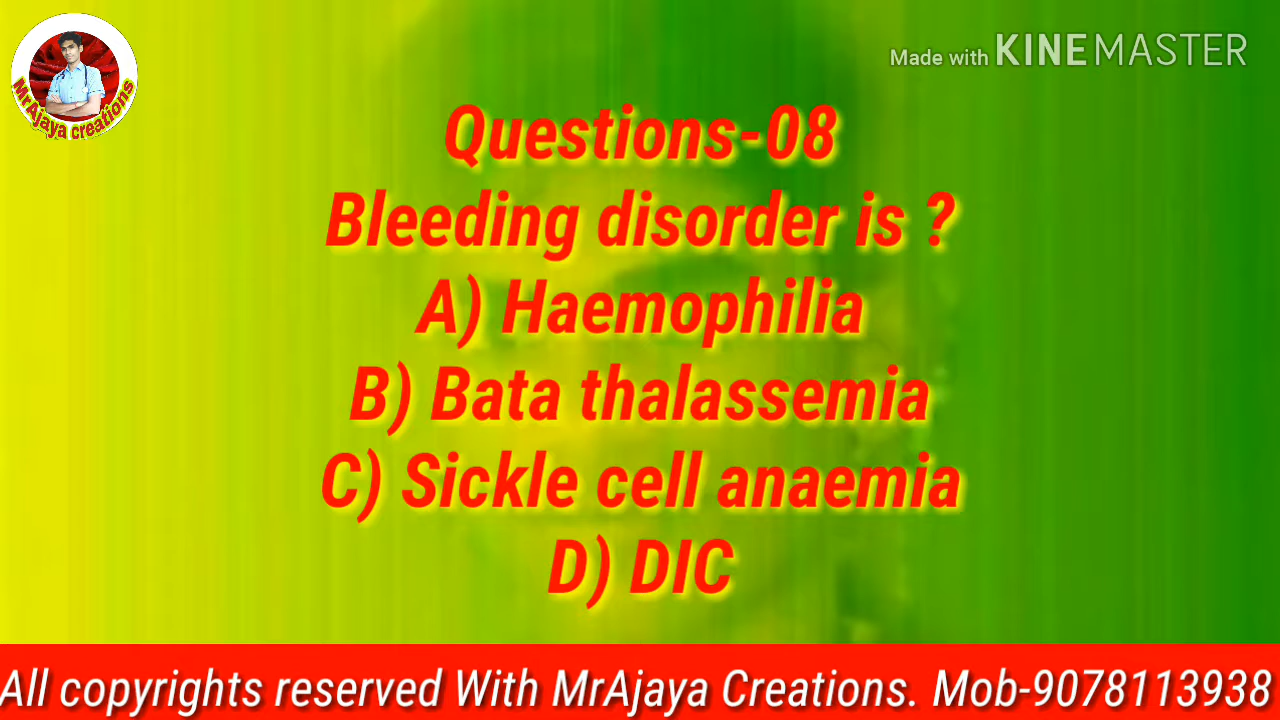 MrAjaya creations
Made with KINEMASTER
Questions-08
Bleeding disorder is ?
A) Haemophilia
B) Bata thalassemia
C) Sickle cell anaemia
D) DIC
All copyrights reserved With MrAjaya Creations. Mob-9078113938